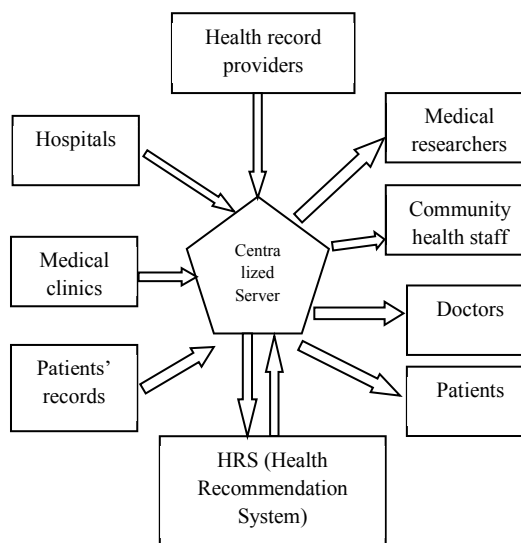 Health record
providers
Hospitals
Medical
researchers
Community
health staff
Medical
clinics
Centra
lized
Server
Doctors
Patients’
records
Patients
HRS (Health
Recommendation
System)